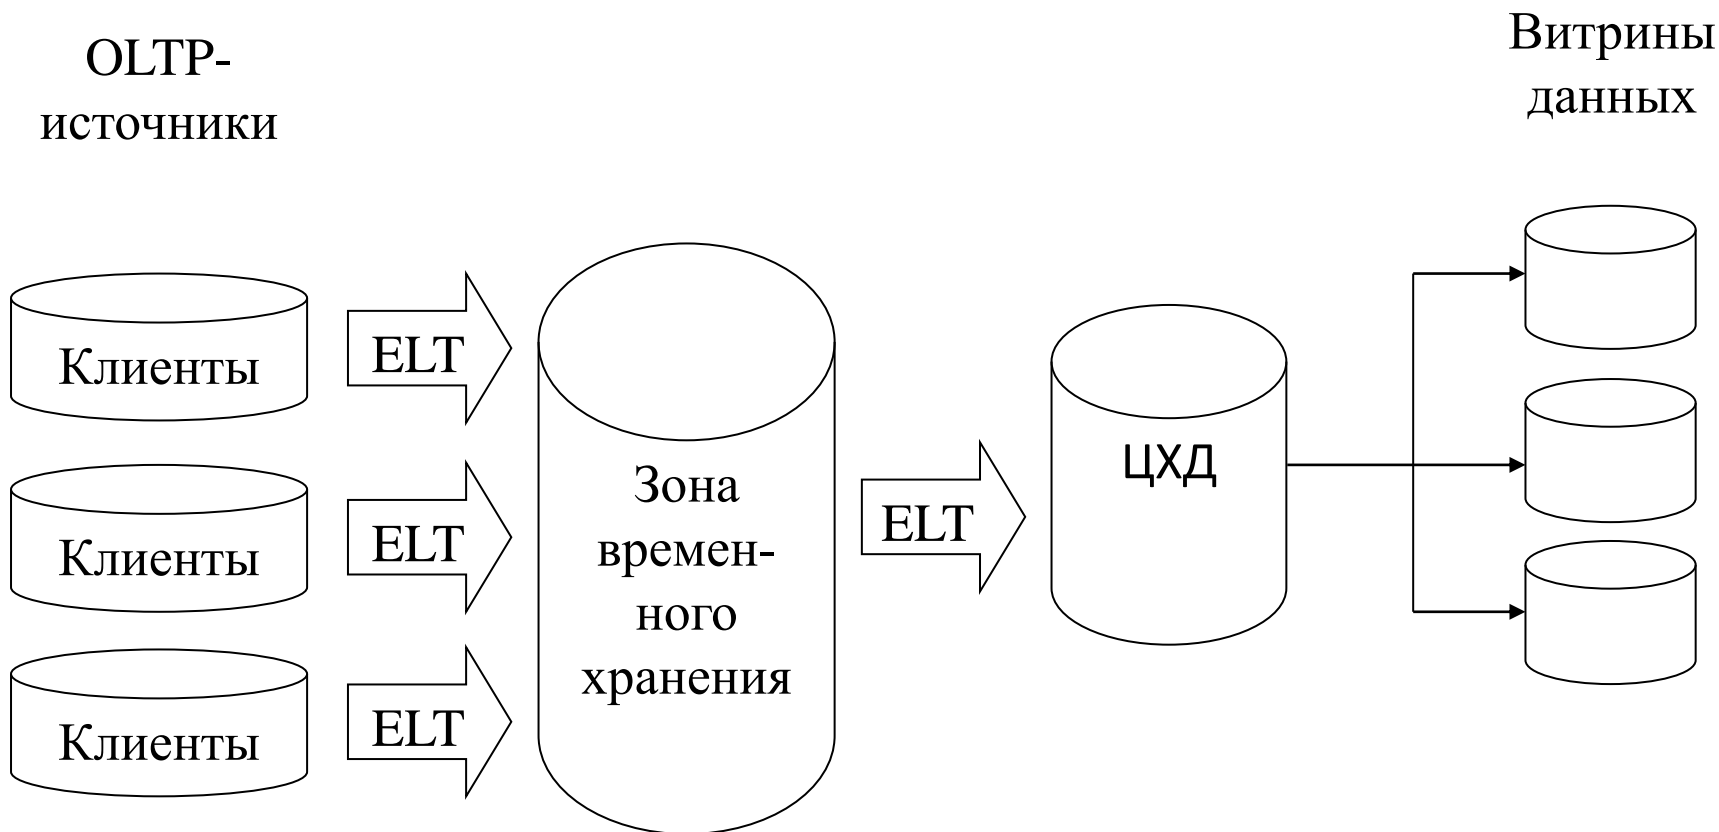 OLTP-
источники
Витрины
данных
Клиенты
ELT
Клиенты
ELT
Клиенты
ELT
Зона
времен-
ного
хранения
ELT
ЦХД